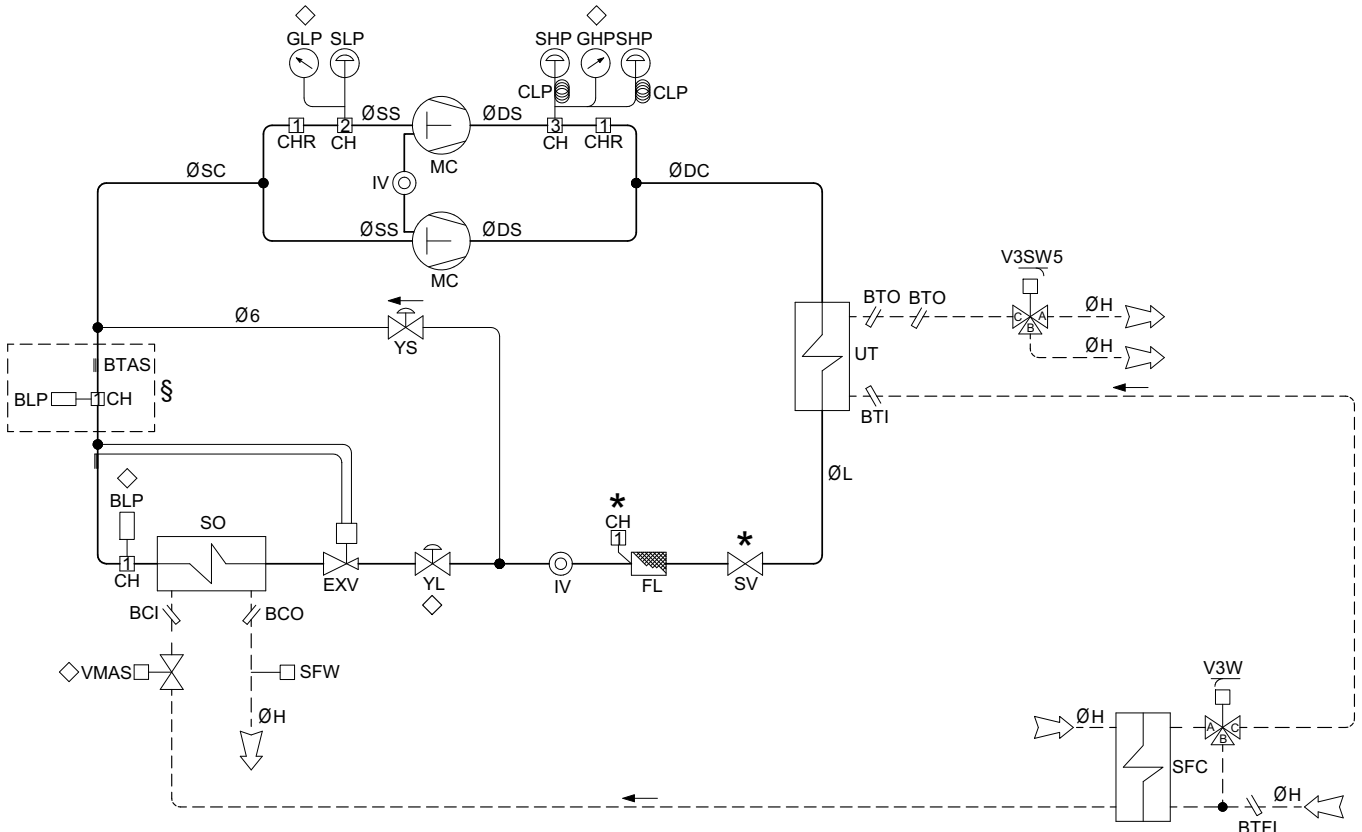 GLP SLP SHP GHP SHP
CLP CLP
ØSS ØDS
1 2 3 1
CHR CH MC CH CHR
ØSC IV ØDC
ØSS ØDS
MC
V3SW5
BTO BTO C A ØH
B
Ø6
YS
ØH
BTAS UT
BLP 1 CH §
BTI
ØL
BLP SO * CH 1 *
1 CH EXV YL IV FL SV
BCI BCO
VMAS SFW V3W
ØH ØH A C
B
SFC
ØH
BTFI